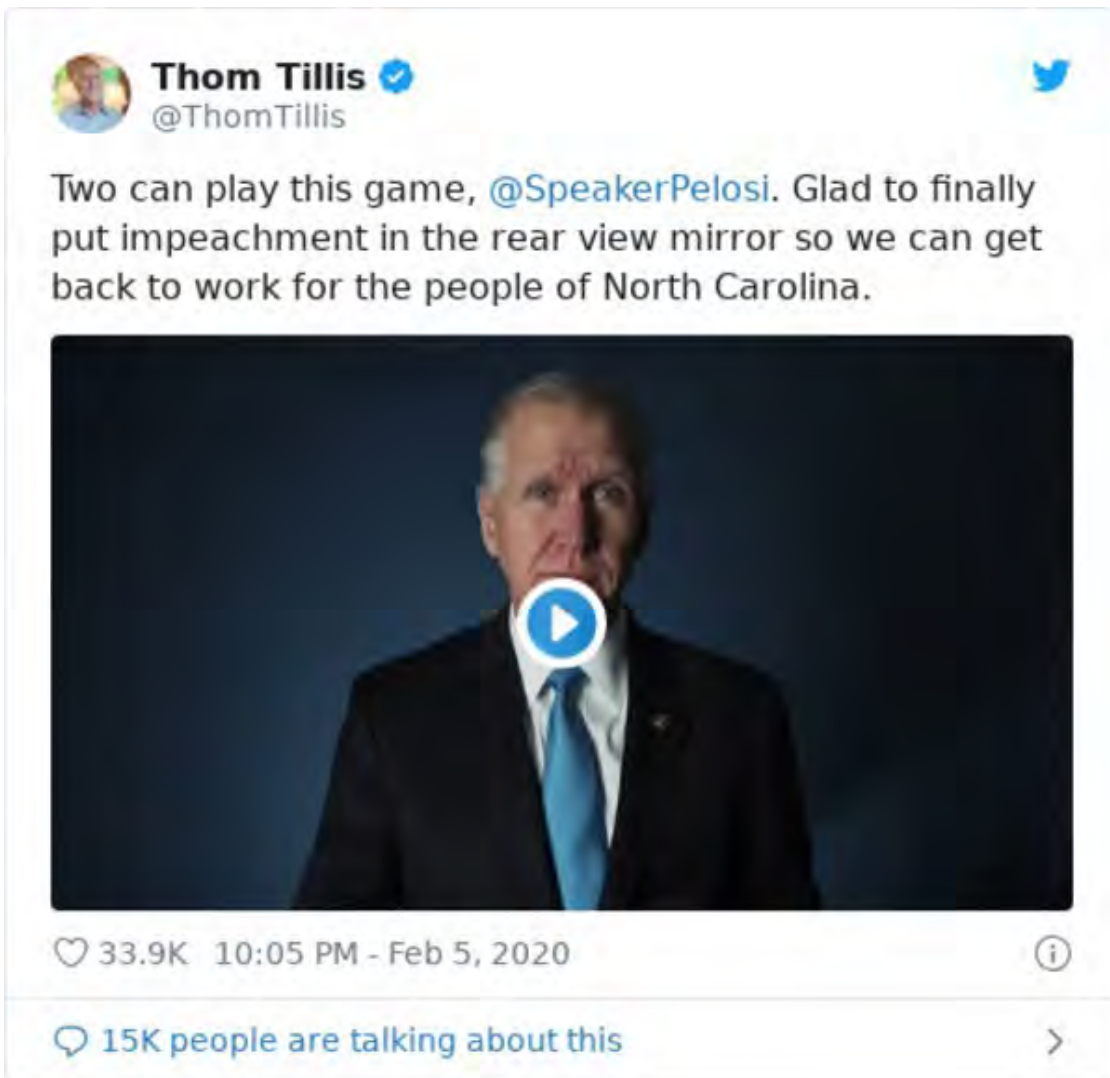 Thom Tillis
@ThomTillis
Two can play this game, @SpeakerPelosi. Glad to finally
put impeachment in the rear view mirror so we can get
back to work for the people of North Carolina.
33.9K 10:05 PM - Feb 5, 2020
15K people are talking about this